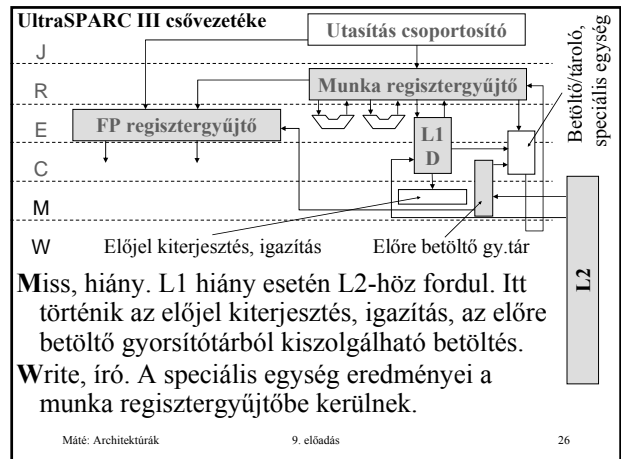 UltraSPARC III csővezetéke
Utasítás csoportosító
J
R
Munka regisztergyűjtő
Betöltő/tároló,
speciális egység
E
FP regisztergyűjtő
L1
D
C
M
L2
W
Előjel kiterjesztés, igazítás
Előre betöltő gy.tár
Miss, hiány. L1 hiány esetén L2-höz fordul. Itt
történik az előjel kiterjesztés, igazítás, az előre
betöltő gyorsítótárból kiszolgálható betöltés.
Write, író. A speciális egység eredményei a
munka regisztergyűjtőbe kerülnek.
Máté: Architektúrák
9. előadás
26